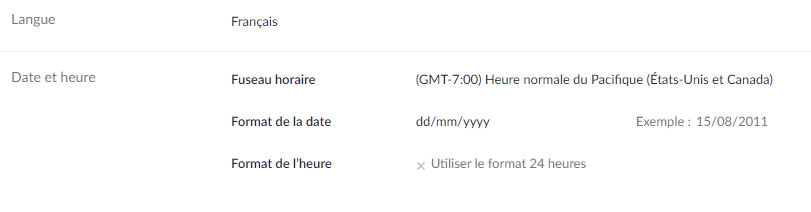 Langue Français
Date et heure Fuseau horaire (GMT-7:00) Heure normale du Pacifique (États-Unis et Canada)
Format de la date dd/mm/yyyy Exemple : 15/08/2011
Format de l’heure × Utiliser le format 24 heures